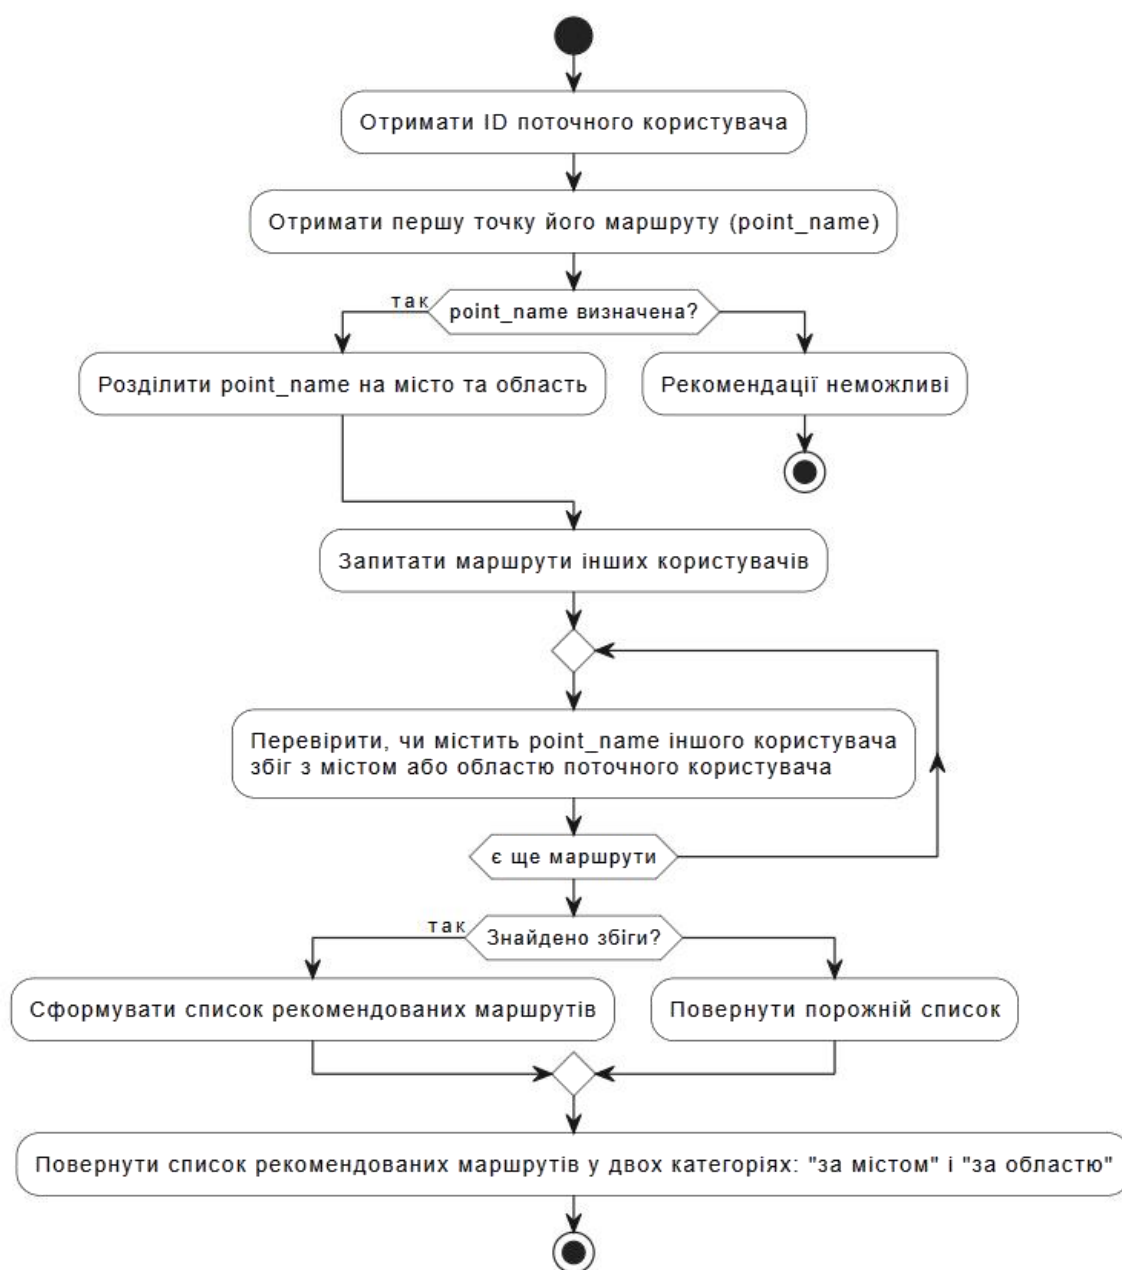 Отримати ID поточного користувача
Отримати першу точку його маршруту (point_name)
так
point_name визначена?
Розділити point_name на місто та область
Рекомендації неможливі
Запитати маршрути інших користувачів
Перевірити, чи містить point_name іншого користувача
збіг з містом або областю поточного користувача
є ще маршрути
так
Знайдено збіги?
Сформувати список рекомендованих маршрутів
Повернути порожній список
Повернути список рекомендованих маршрутів у двох категоріях: "за містом" і "за областю"